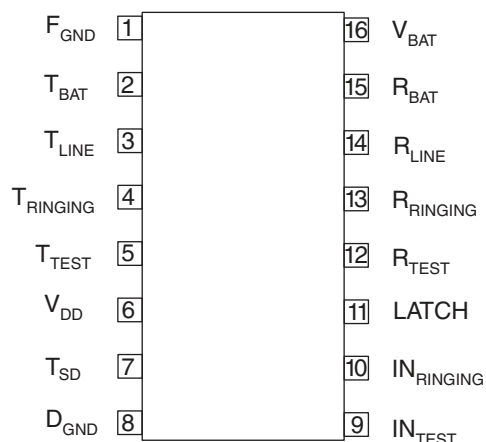 F_GND 1 16 V_BAT
T_BAT 2 15 R_BAT
T_LINE 3 14 R_LINE
T_RINGING 4 13 R_RINGING
T_TEST 5 12 R_TEST
V_DD 6 11 LATCH
T_SD 7 10 IN_RINGING
D_GND 8 9 IN_TEST